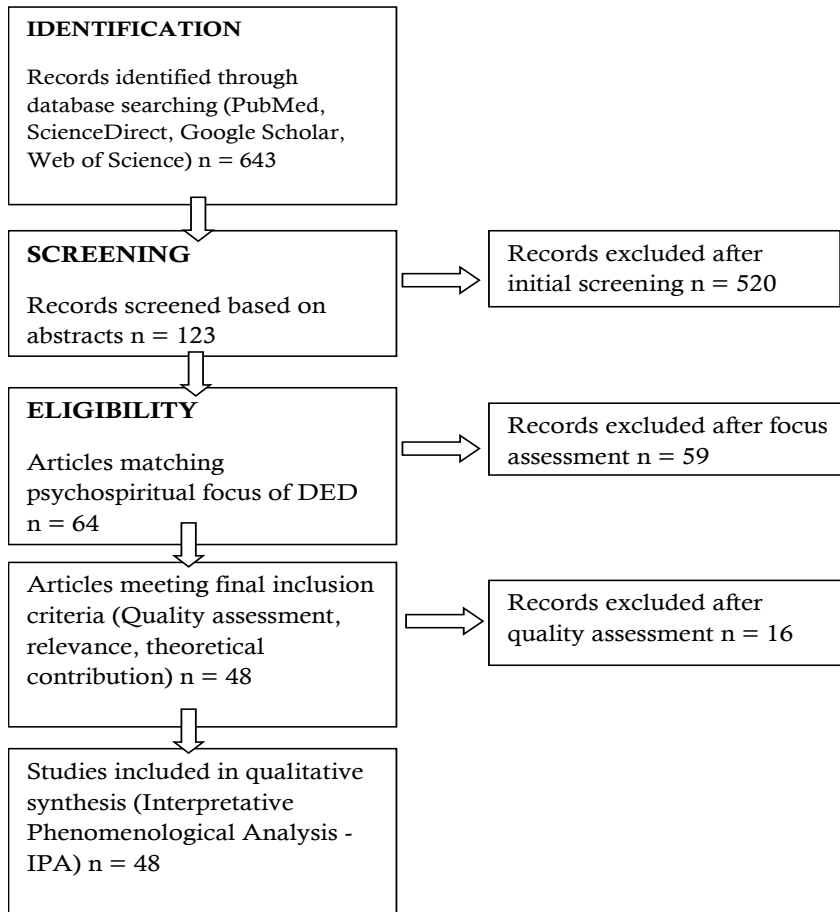 IDENTIFICATION
Records identified through
database searching (PubMed,
ScienceDirect, Google Scholar,
Web of Science) n = 643
SCREENING
Records screened based on
abstracts n = 123
Records excluded after
initial screening n = 520
ELIGIBILITY
Articles matching
psychospiritual focus of DED
n = 64
Records excluded after focus
assessment n = 59
Articles meeting final inclusion
criteria (Quality assessment,
relevance, theoretical
contribution) n = 48
Records excluded after
quality assessment n = 16
Studies included in qualitative
synthesis (Interpretative
Phenomenological Analysis -
IPA) n = 48